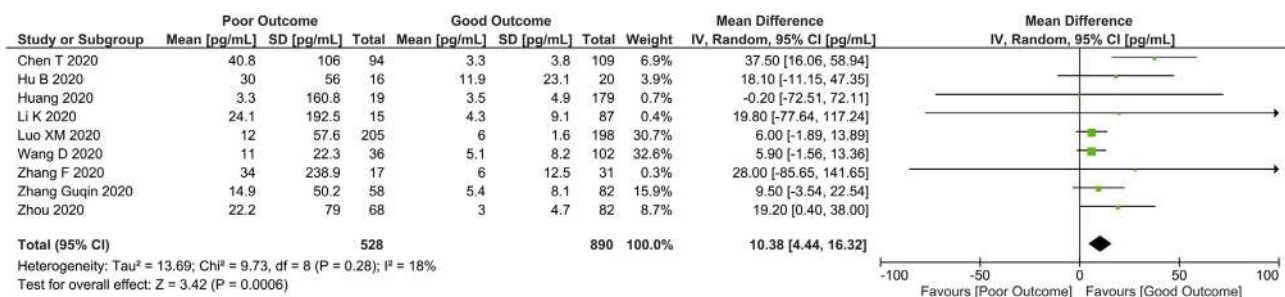 Poor Outcome Good Outcome Mean Difference Mean Difference
Study or Subgroup Mean [pg/mL] SD [pg/mL] Total Mean [pg/mL] SD [pg/mL] Total Weight IV, Random, 95% CI [pg/mL] IV, Random, 95% CI [pg/mL]
Chen T 2020 40.8 106 94 3.3 3.8 109 6.9% 37.50 [16.06, 58.94]
Hu B 2020 30 56 16 11.9 23.1 20 3.9% 18.10 [-11.15, 47.35]
Huang 2020 3.3 160.8 19 3.5 4.9 179 0.7% -0.20 [-72.51, 72.11]
Li K 2020 24.1 192.5 15 4.3 9.1 87 0.4% 19.80 [-77.64, 117.24]
Luo XM 2020 12 57.6 205 6 1.6 198 30.7% 6.00 [-1.89, 13.89]
Wang D 2020 11 22.3 36 5.1 8.2 102 32.6% 5.90 [-1.56, 13.36]
Zhang F 2020 34 238.9 17 6 12.5 31 0.3% 28.00 [-85.65, 141.65]
Zhang Guqin 2020 14.9 50.2 58 5.4 8.1 82 15.9% 9.50 [-3.54, 22.54]
Zhou 2020 22.2 79 68 3 4.7 82 8.7% 19.20 [0.40, 38.00]
Total (95% CI) 528 890 100.0% 10.38 [4.44, 16.32]
Heterogeneity: Tau² = 13.69; Chi² = 9.73, df = 8 (P = 0.28); I² = 18%
Test for overall effect: Z = 3.42 (P = 0.0006)
-100 -50 0 50 100
Favours [Poor Outcome] Favours [Good Outcome]